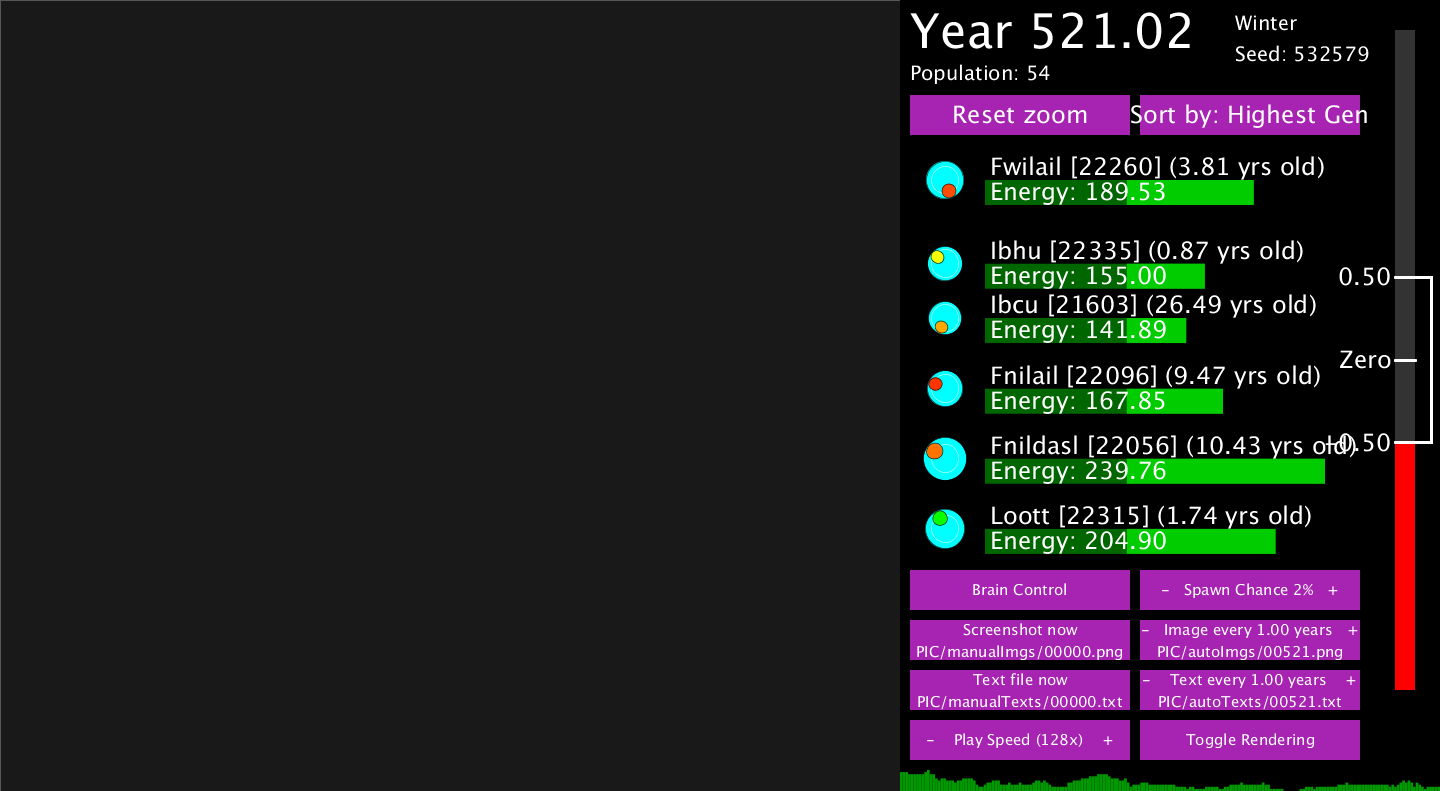 Year 521.02
Winter
Seed: 532579
Population: 54
Reset zoom
Sort by: Highest Gen
Fwilail [22260] (3.81 yrs old)
Energy: 189.53
Ibhu [22335] (0.87 yrs old)
Energy: 155.00
0.50
Ibcu [21603] (26.49 yrs old)
Energy: 141.89
Zero
Fnilail [22096] (9.47 yrs old)
Energy: 167.85
Fnildasl [22056] (10.43 yrs old)
-0.50
Energy: 239.76
Loott [22315] (1.74 yrs old)
Energy: 204.90
Brain Control
- Spawn Chance 2% +
Screenshot now
PIC/manualImgs/00000.png
- Image every 1.00 years +
PIC/autoImgs/00521.png
Text file now
PIC/manualTexts/00000.txt
- Text every 1.00 years +
PIC/autoTexts/00521.txt
- Play Speed (128x) +
Toggle Rendering